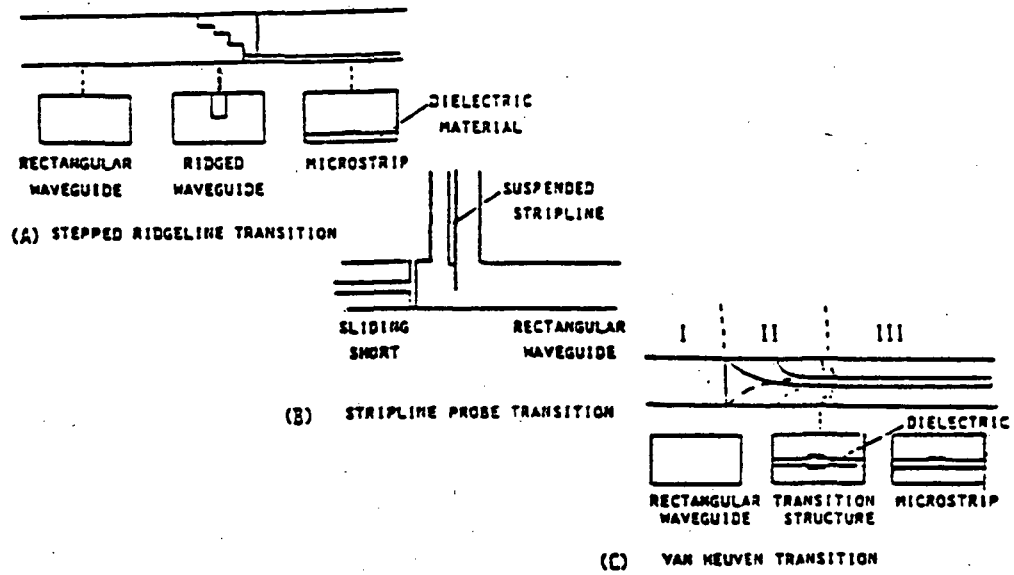 DIELECTRIC
MATERIAL
RECTANGULAR
WAVEGUIDE
RIDGED
WAVEGUIDE
MICROSTRIP
(A) STEPPED RIDGELINE TRANSITION
SUSPENDED
STRIPLINE
SLIDING
SHORT
RECTANGULAR
WAVEGUIDE
(B) STRIPLINE PROBE TRANSITION
I II III
DIELECTRIC
RECTANGULAR
WAVEGUIDE
TRANSITION
STRUCTURE
MICROSTRIP
(C) VAN HEUVEN TRANSITION